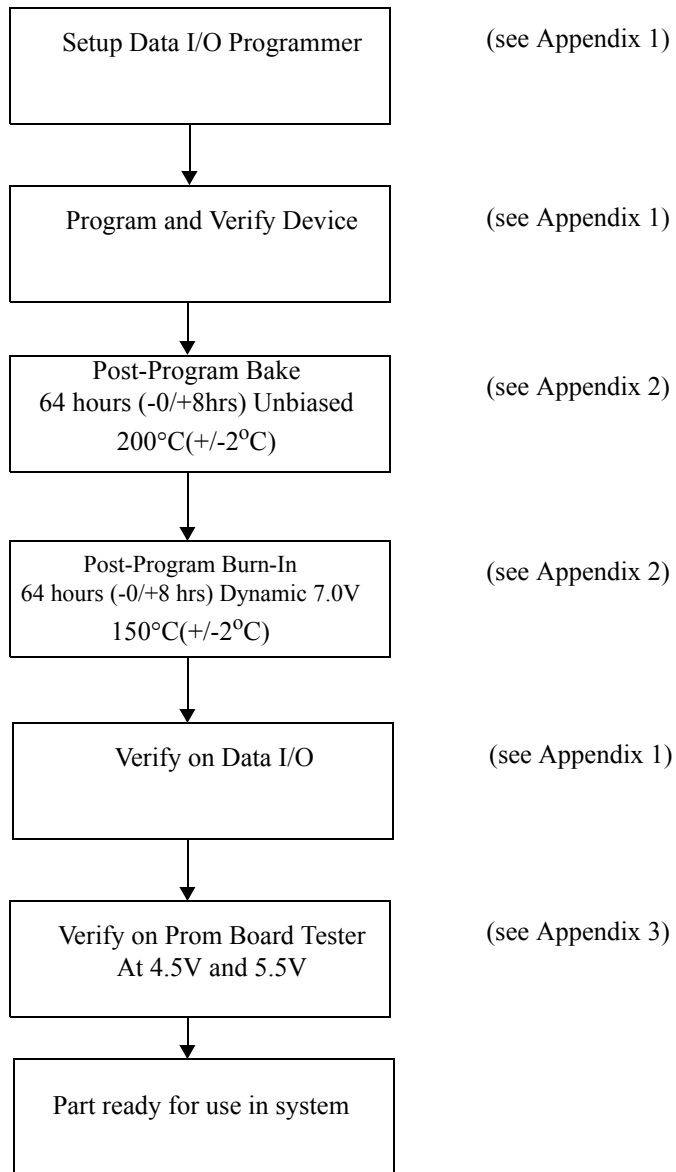 Setup Data I/O Programmer (see Appendix 1)
Program and Verify Device (see Appendix 1)
Post-Program Bake (see Appendix 2)
64 hours (-0/+8hrs) Unbiased
200°C(+/-2°C)
Post-Program Burn-In (see Appendix 2)
64 hours (-0/+8 hrs) Dynamic 7.0V
150°C(+/-2°C)
Verify on Data I/O (see Appendix 1)
Verify on Prom Board Tester (see Appendix 3)
At 4.5V and 5.5V
Part ready for use in system